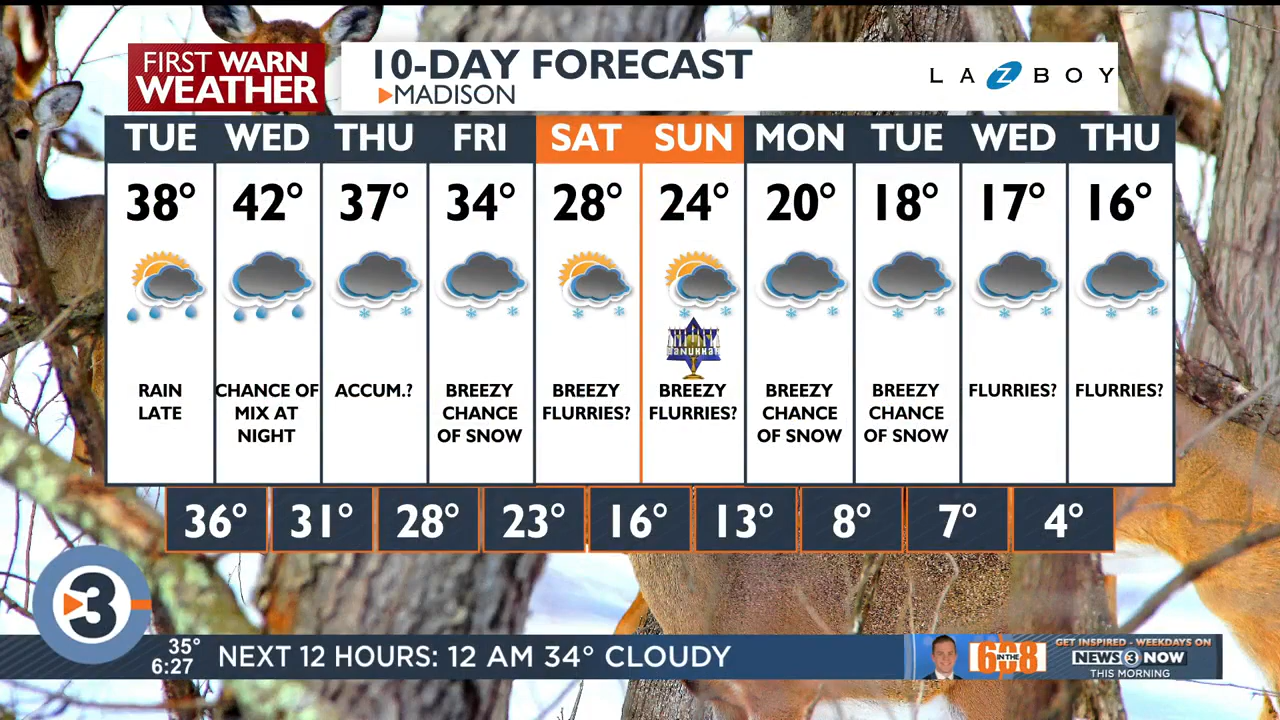 FIRST WARN
WEATHER
10-DAY FORECAST
MADISON
LA Z BOY
TUE WED THU FRI SAT SUN MON TUE WED THU
38° 42° 37° 34° 28° 24° 20° 18° 17° 16°
HANUKKAH
RAIN
LATE
CHANCE OF
MIX AT
NIGHT
ACCUM.?
BREEZY
CHANCE
OF SNOW
BREEZY
FLURRIES?
BREEZY
FLURRIES?
BREEZY
CHANCE
OF SNOW
BREEZY
CHANCE
OF SNOW
FLURRIES?
FLURRIES?
36° 31° 28° 23° 16° 13° 8° 7° 4°
3
35°
6:27
NEXT 12 HOURS: 12 AM 34° CLOUDY
IN THE
608
GET INSPIRED - WEEKDAYS ON
NEWS 3 NOW
THIS MORNING